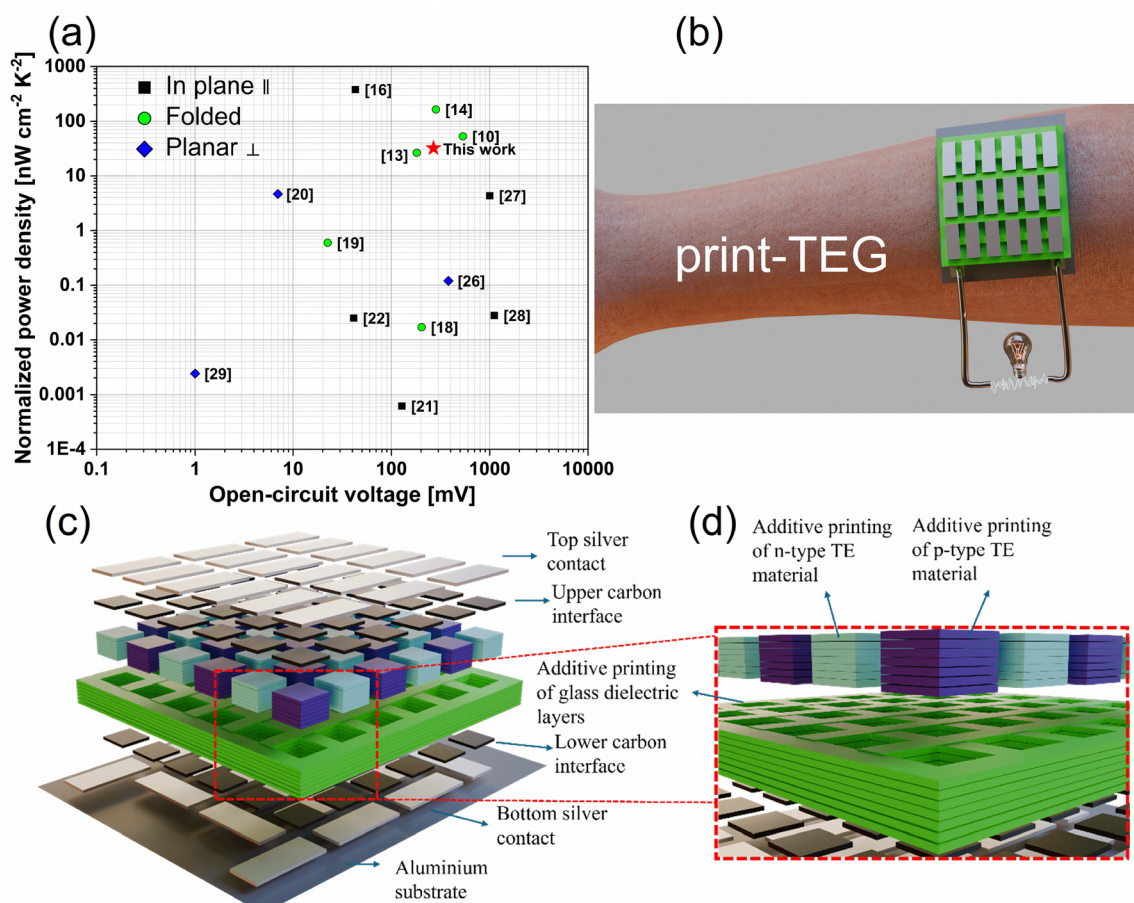 (a)
Normalized power density [nW cm⁻² K⁻²]
1000
100
10
1
0.1
0.01
0.001
1E-4
In plane ∥
Folded
Planar ⊥
[16]
[14]
[10]
This work
[13]
[27]
[20]
[19]
[26]
[22]
[18]
[28]
[29]
[21]
0.1
1
10
100
1000
10000
Open-circuit voltage [mV]
(b)
print-TEG
(c)
Top silver
contact
Upper carbon
interface
Additive printing
of glass dielectric
layers
Lower carbon
interface
Bottom silver
contact
Aluminium
substrate
(d)
Additive printing
of n-type TE
material
Additive printing
of p-type TE
material